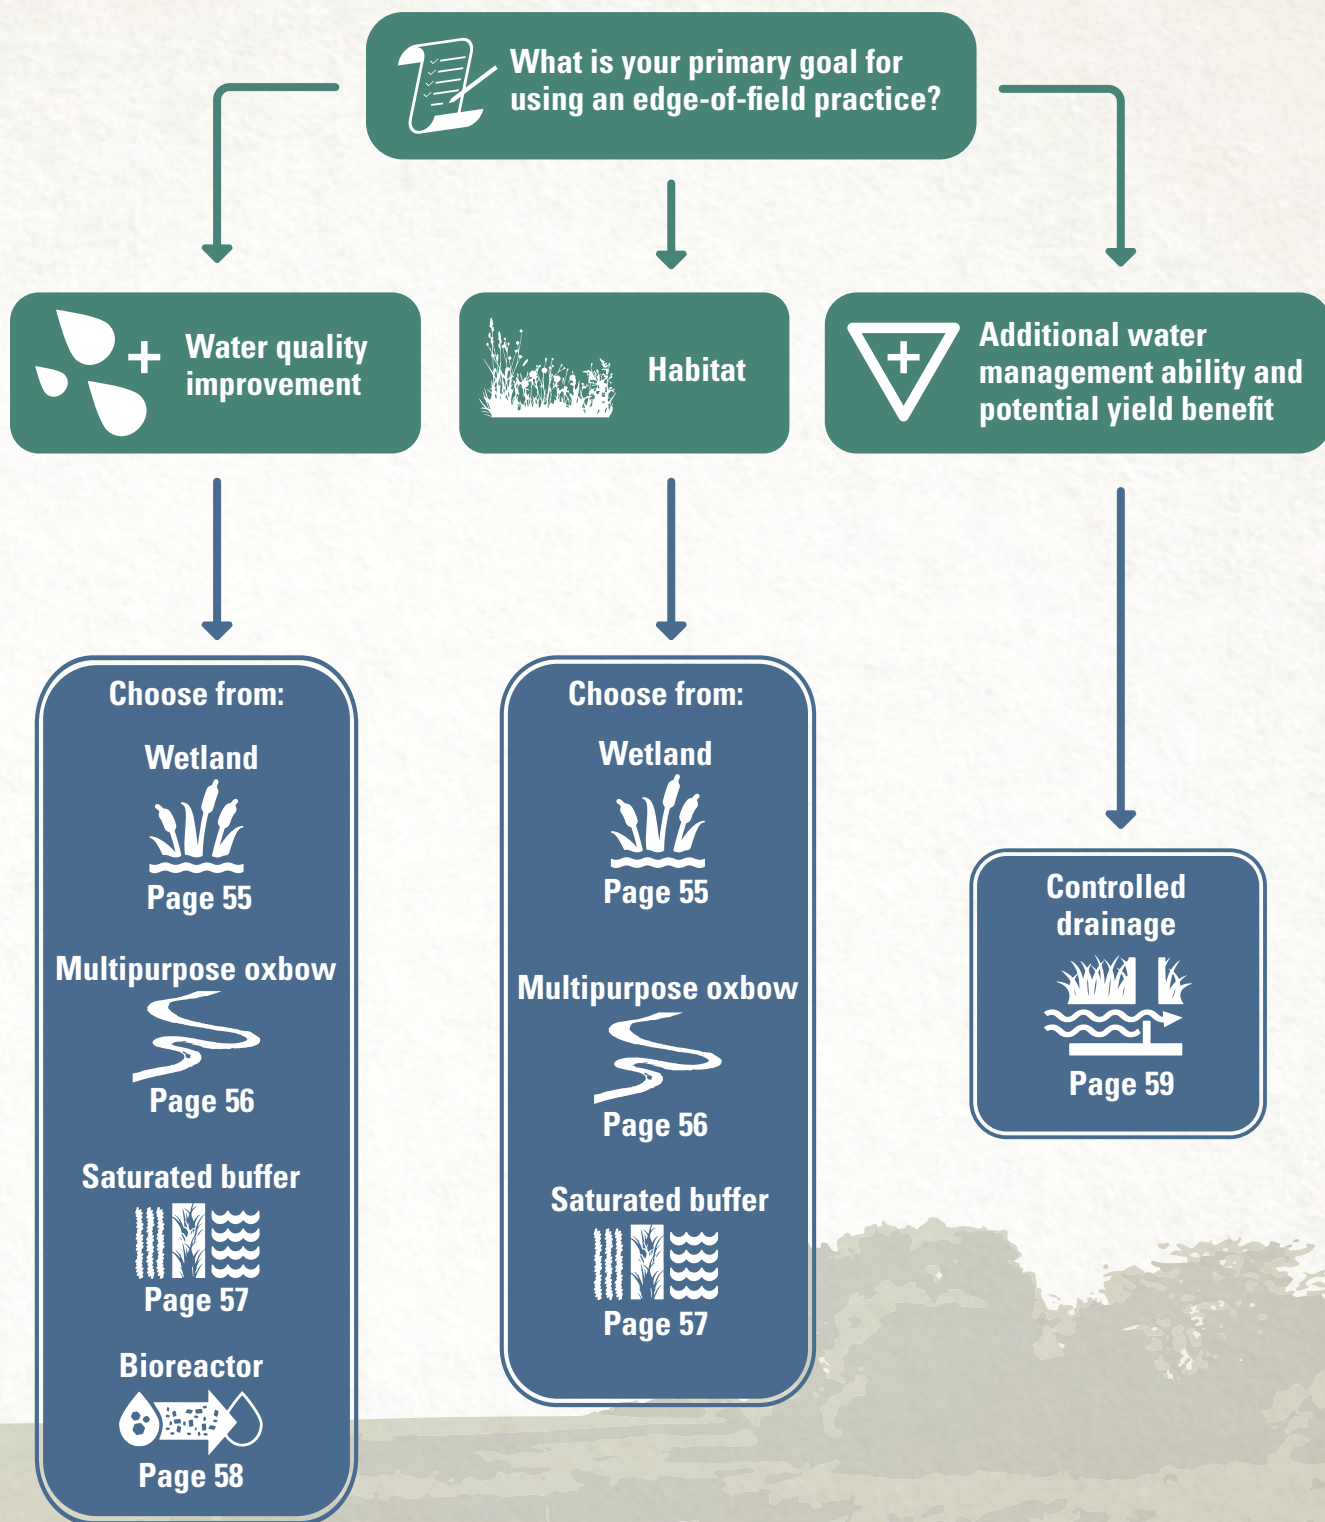 What is your primary goal for
using an edge-of-field practice?
Water quality
improvement
Habitat
Additional water
management ability and
potential yield benefit
Choose from:
Wetland
Page 55
Multipurpose oxbow
Page 56
Saturated buffer
Page 57
Bioreactor
Page 58
Choose from:
Wetland
Page 55
Multipurpose oxbow
Page 56
Saturated buffer
Page 57
Controlled
drainage
Page 59